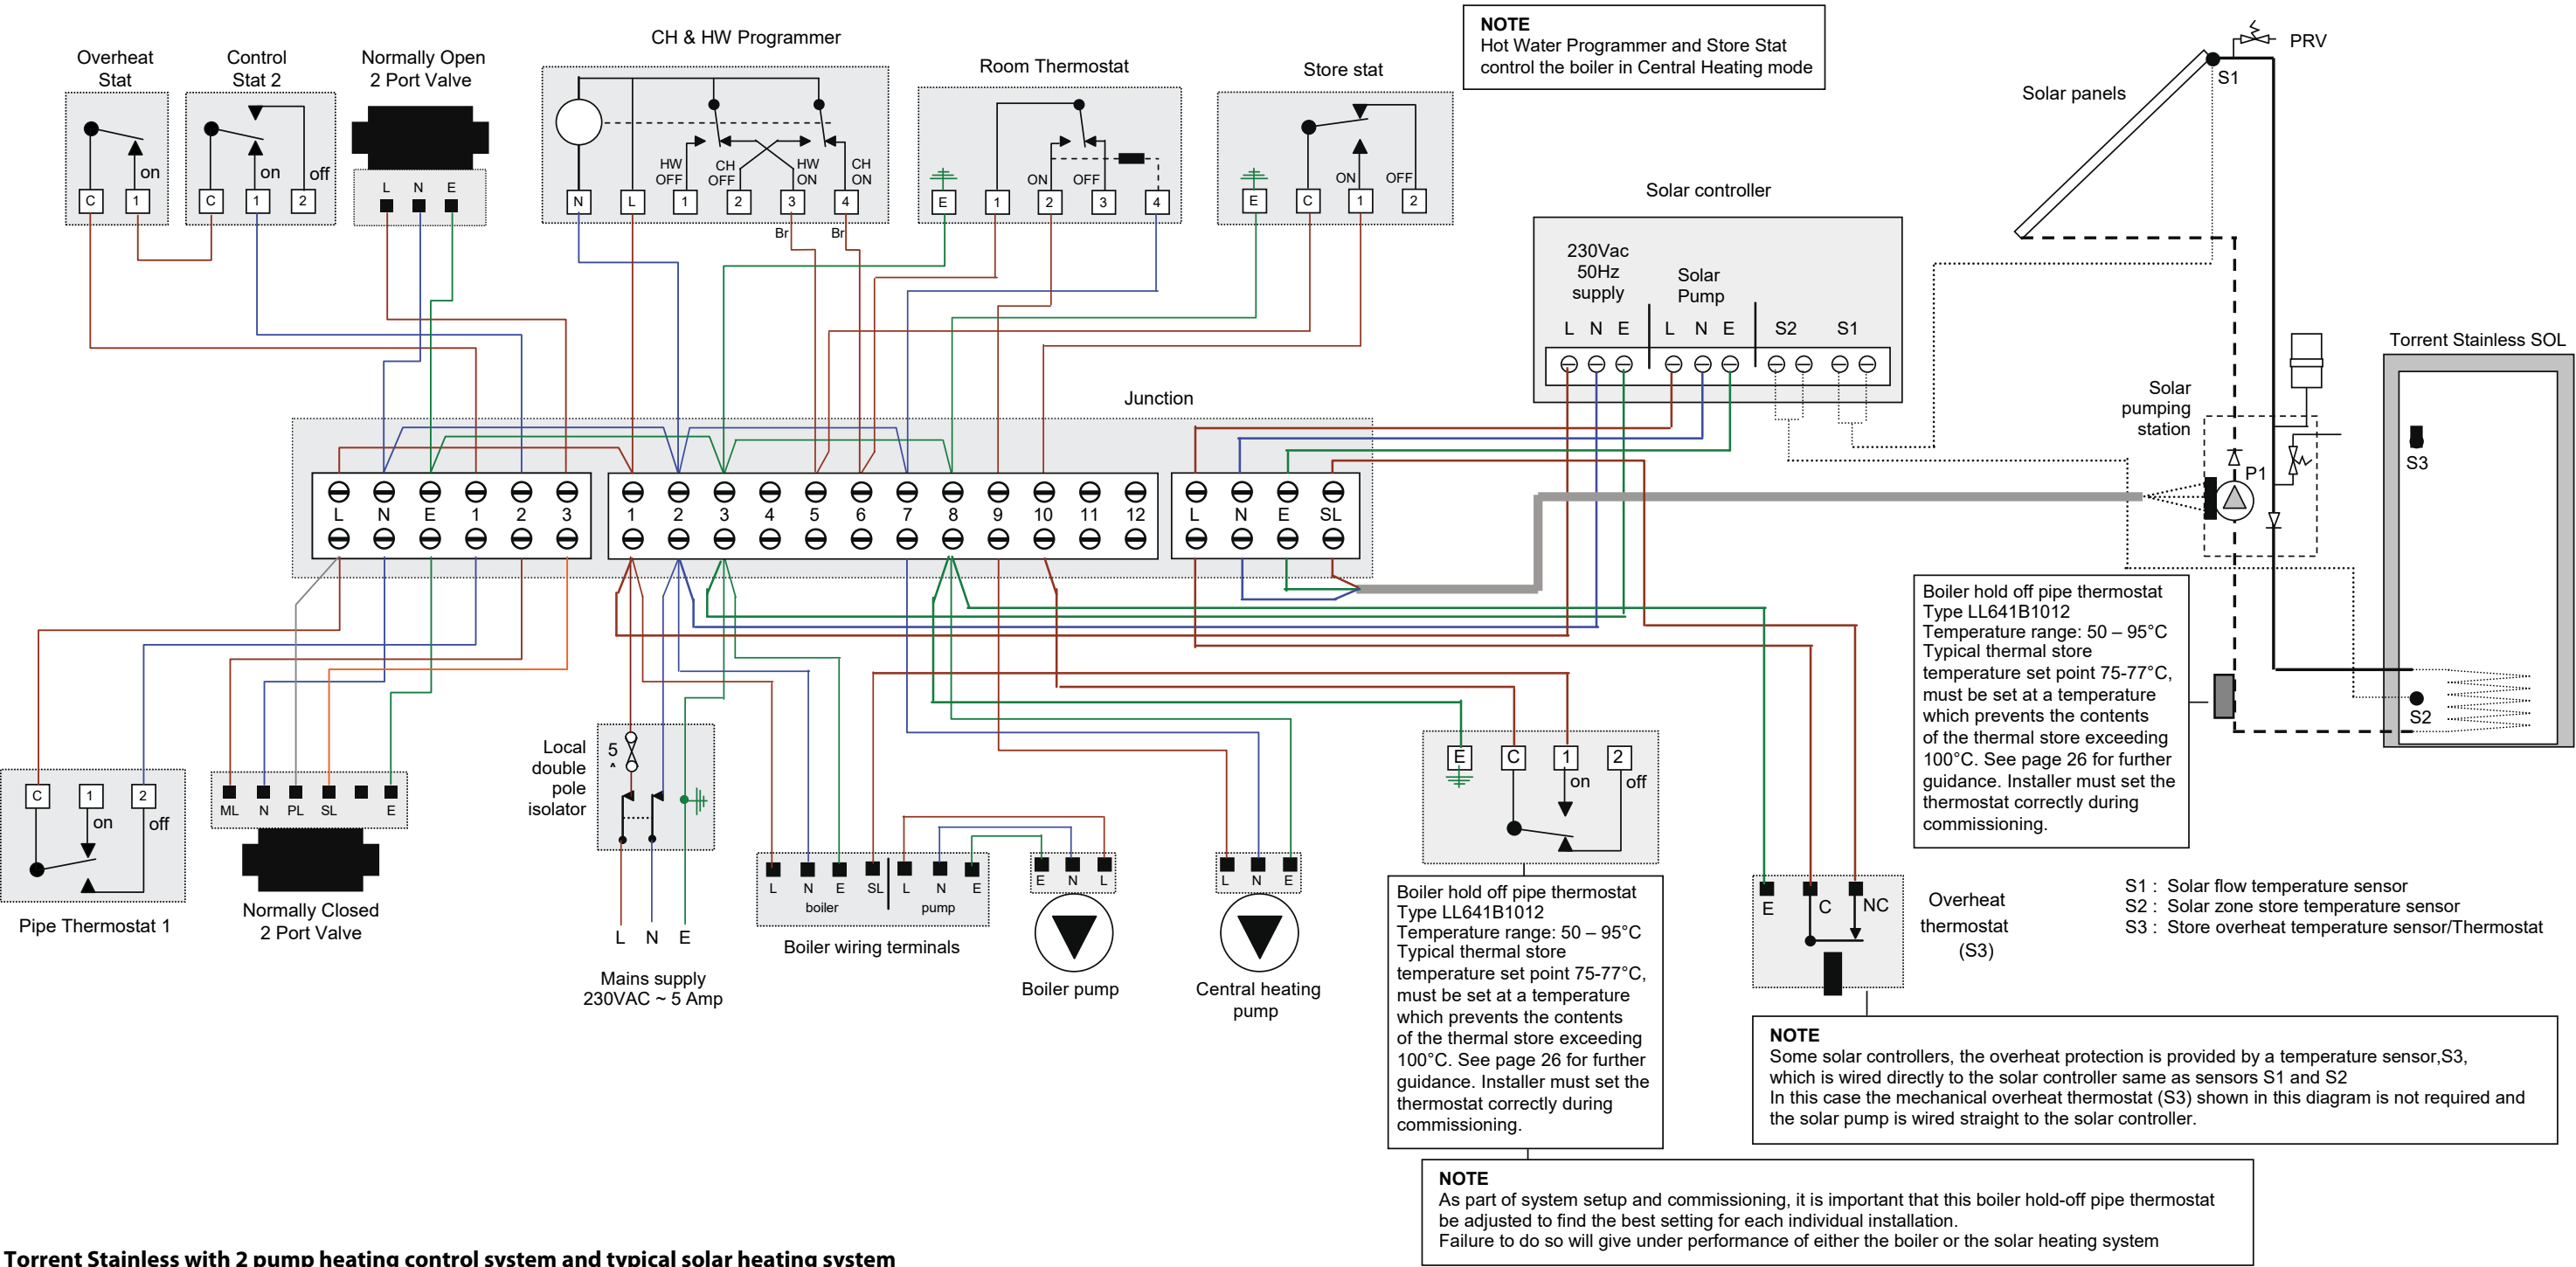 Overheat
Stat
Control
Stat 2
Normally Open
2 Port Valve
CH & HW Programmer
Room Thermostat
Store stat
NOTE
Hot Water Programmer and Store Stat
control the boiler in Central Heating mode
PRV
S1
Solar panels
on
on
off
C
1
C
1
2
L N E
HW
OFF
CH
OFF
HW
ON
CH
ON
N
L
1
2
3
4
Br
Br
ON
OFF
E
1
2
3
4
ON
OFF
E
C
1
2
Solar controller
230Vac
50Hz
supply
Solar
Pump
L N E
L N E
S2
S1
Torrent Stainless SOL
Solar
pumping
station
P1
S3
S2
Junction
L N E 1 2 3
1 2 3 4 5 6 7 8 9 10 11 12
L N E SL
Boiler hold off pipe thermostat
Type LL641B1012
Temperature range: 50 – 95°C
Typical thermal store
temperature set point 75-77°C,
must be set at a temperature
which prevents the contents
of the thermal store exceeding
100°C. See page 26 for further
guidance. Installer must set the
thermostat correctly during
commissioning.
C
1
2
on
off
Pipe Thermostat 1
ML N PL SL E
Normally Closed
2 Port Valve
Local
double
pole
isolator
5
L N E
Mains supply
230VAC ~ 5 Amp
L N E SL L N E
boiler
pump
Boiler wiring terminals
E N L
Boiler pump
L N E
Central heating
pump
E
C
1
2
on
off
Boiler hold off pipe thermostat
Type LL641B1012
Temperature range: 50 – 95°C
Typical thermal store
temperature set point 75-77°C,
must be set at a temperature
which prevents the contents
of the thermal store exceeding
100°C. See page 26 for further
guidance. Installer must set the
thermostat correctly during
commissioning.
E
C
NC
Overheat
thermostat
(S3)
S1 : Solar flow temperature sensor
S2 : Solar zone store temperature sensor
S3 : Store overheat temperature sensor/Thermostat
NOTE
Some solar controllers, the overheat protection is provided by a temperature sensor,S3,
which is wired directly to the solar controller same as sensors S1 and S2
In this case the mechanical overheat thermostat (S3) shown in this diagram is not required and
the solar pump is wired straight to the solar controller.
NOTE
As part of system setup and commissioning, it is important that this boiler hold-off pipe thermostat
be adjusted to find the best setting for each individual installation.
Failure to do so will give under performance of either the boiler or the solar heating system
Torrent Stainless with 2 pump heating control system and typical solar heating system